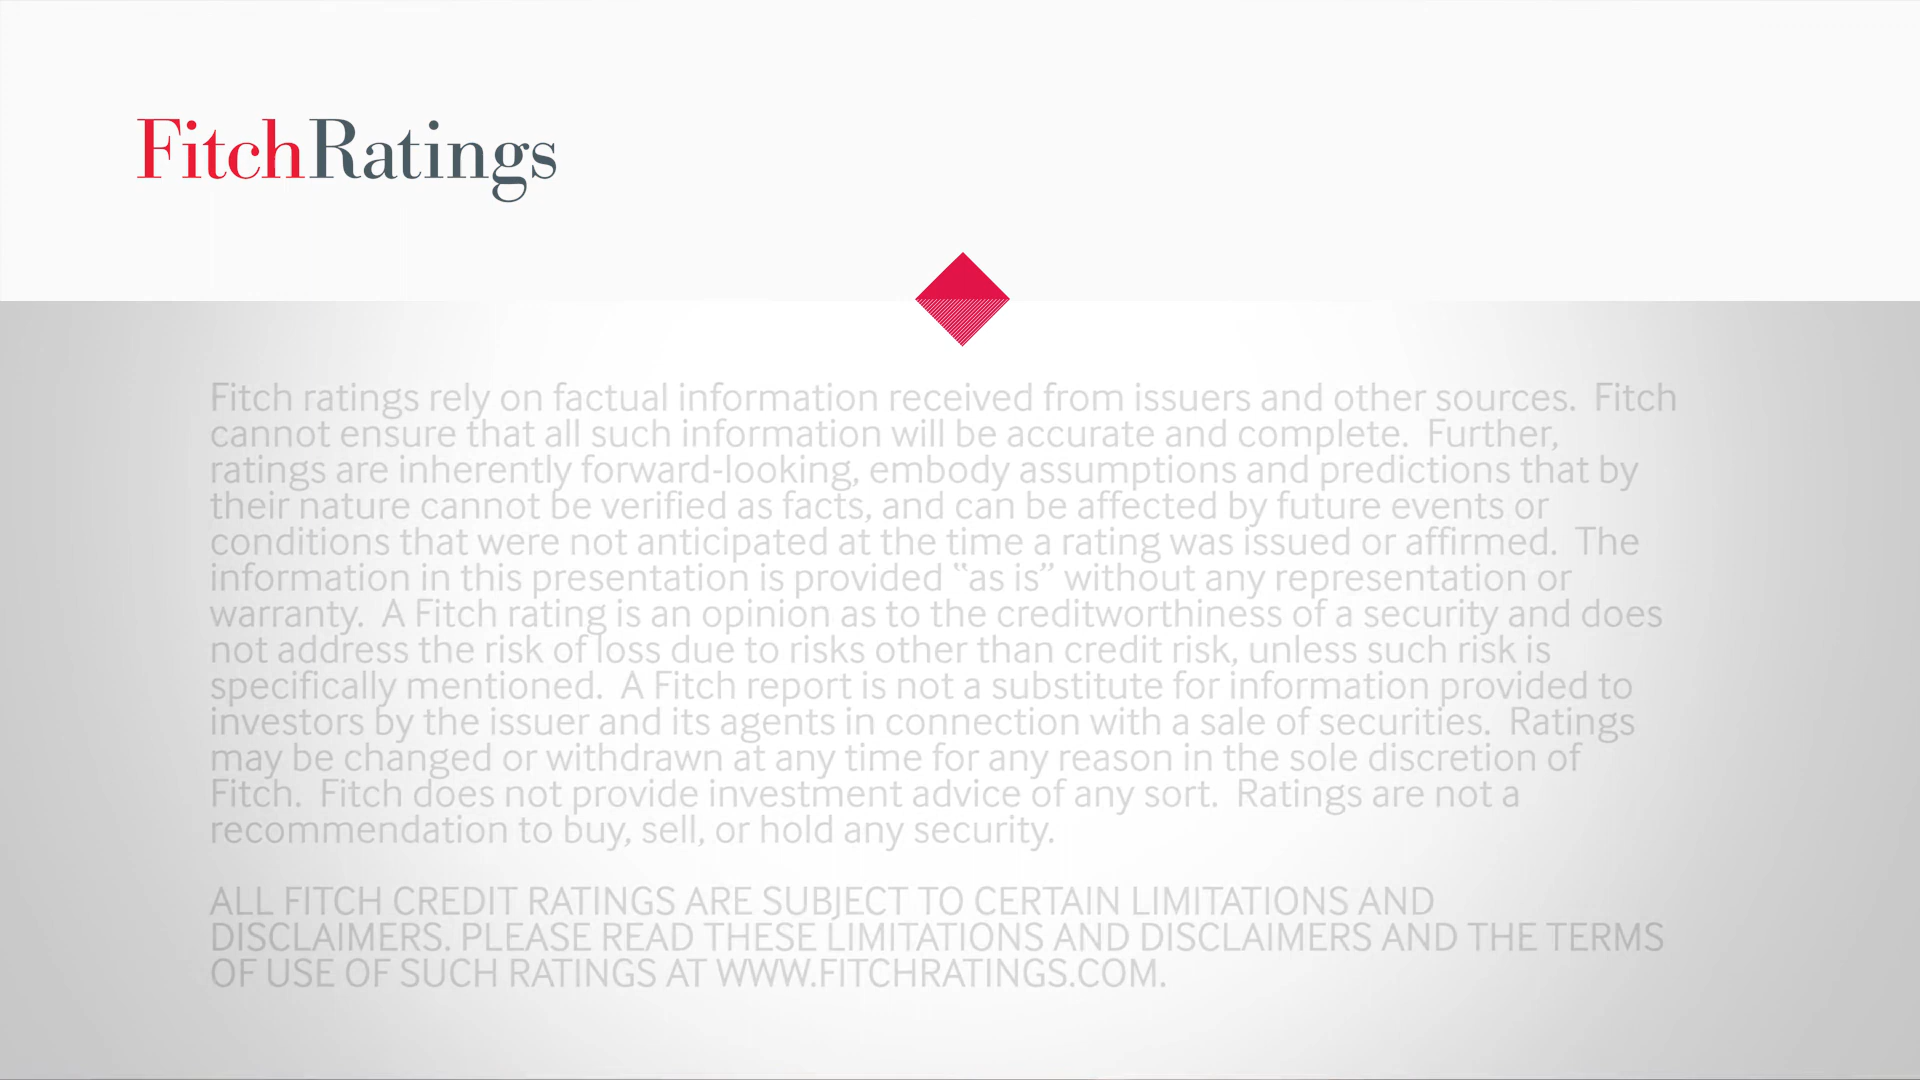 FitchRatings
Fitch ratings rely on factual information received from issuers and other sources.  Fitch
cannot ensure that all such information will be accurate and complete.  Further,
ratings are inherently forward-looking, embody assumptions and predictions that by
their nature cannot be verified as facts, and can be affected by future events or
conditions that were not anticipated at the time a rating was issued or affirmed.  The
information in this presentation is provided “as is” without any representation or
warranty.  A Fitch rating is an opinion as to the creditworthiness of a security and does
not address the risk of loss due to risks other than credit risk, unless such risk is
specifically mentioned.  A Fitch report is not a substitute for information provided to
investors by the issuer and its agents in connection with a sale of securities.  Ratings
may be changed or withdrawn at any time for any reason in the sole discretion of
Fitch.  Fitch does not provide investment advice of any sort.  Ratings are not a
recommendation to buy, sell, or hold any security.
ALL FITCH CREDIT RATINGS ARE SUBJECT TO CERTAIN LIMITATIONS AND
DISCLAIMERS. PLEASE READ THESE LIMITATIONS AND DISCLAIMERS AND THE TERMS
OF USE OF SUCH RATINGS AT WWW.FITCHRATINGS.COM.